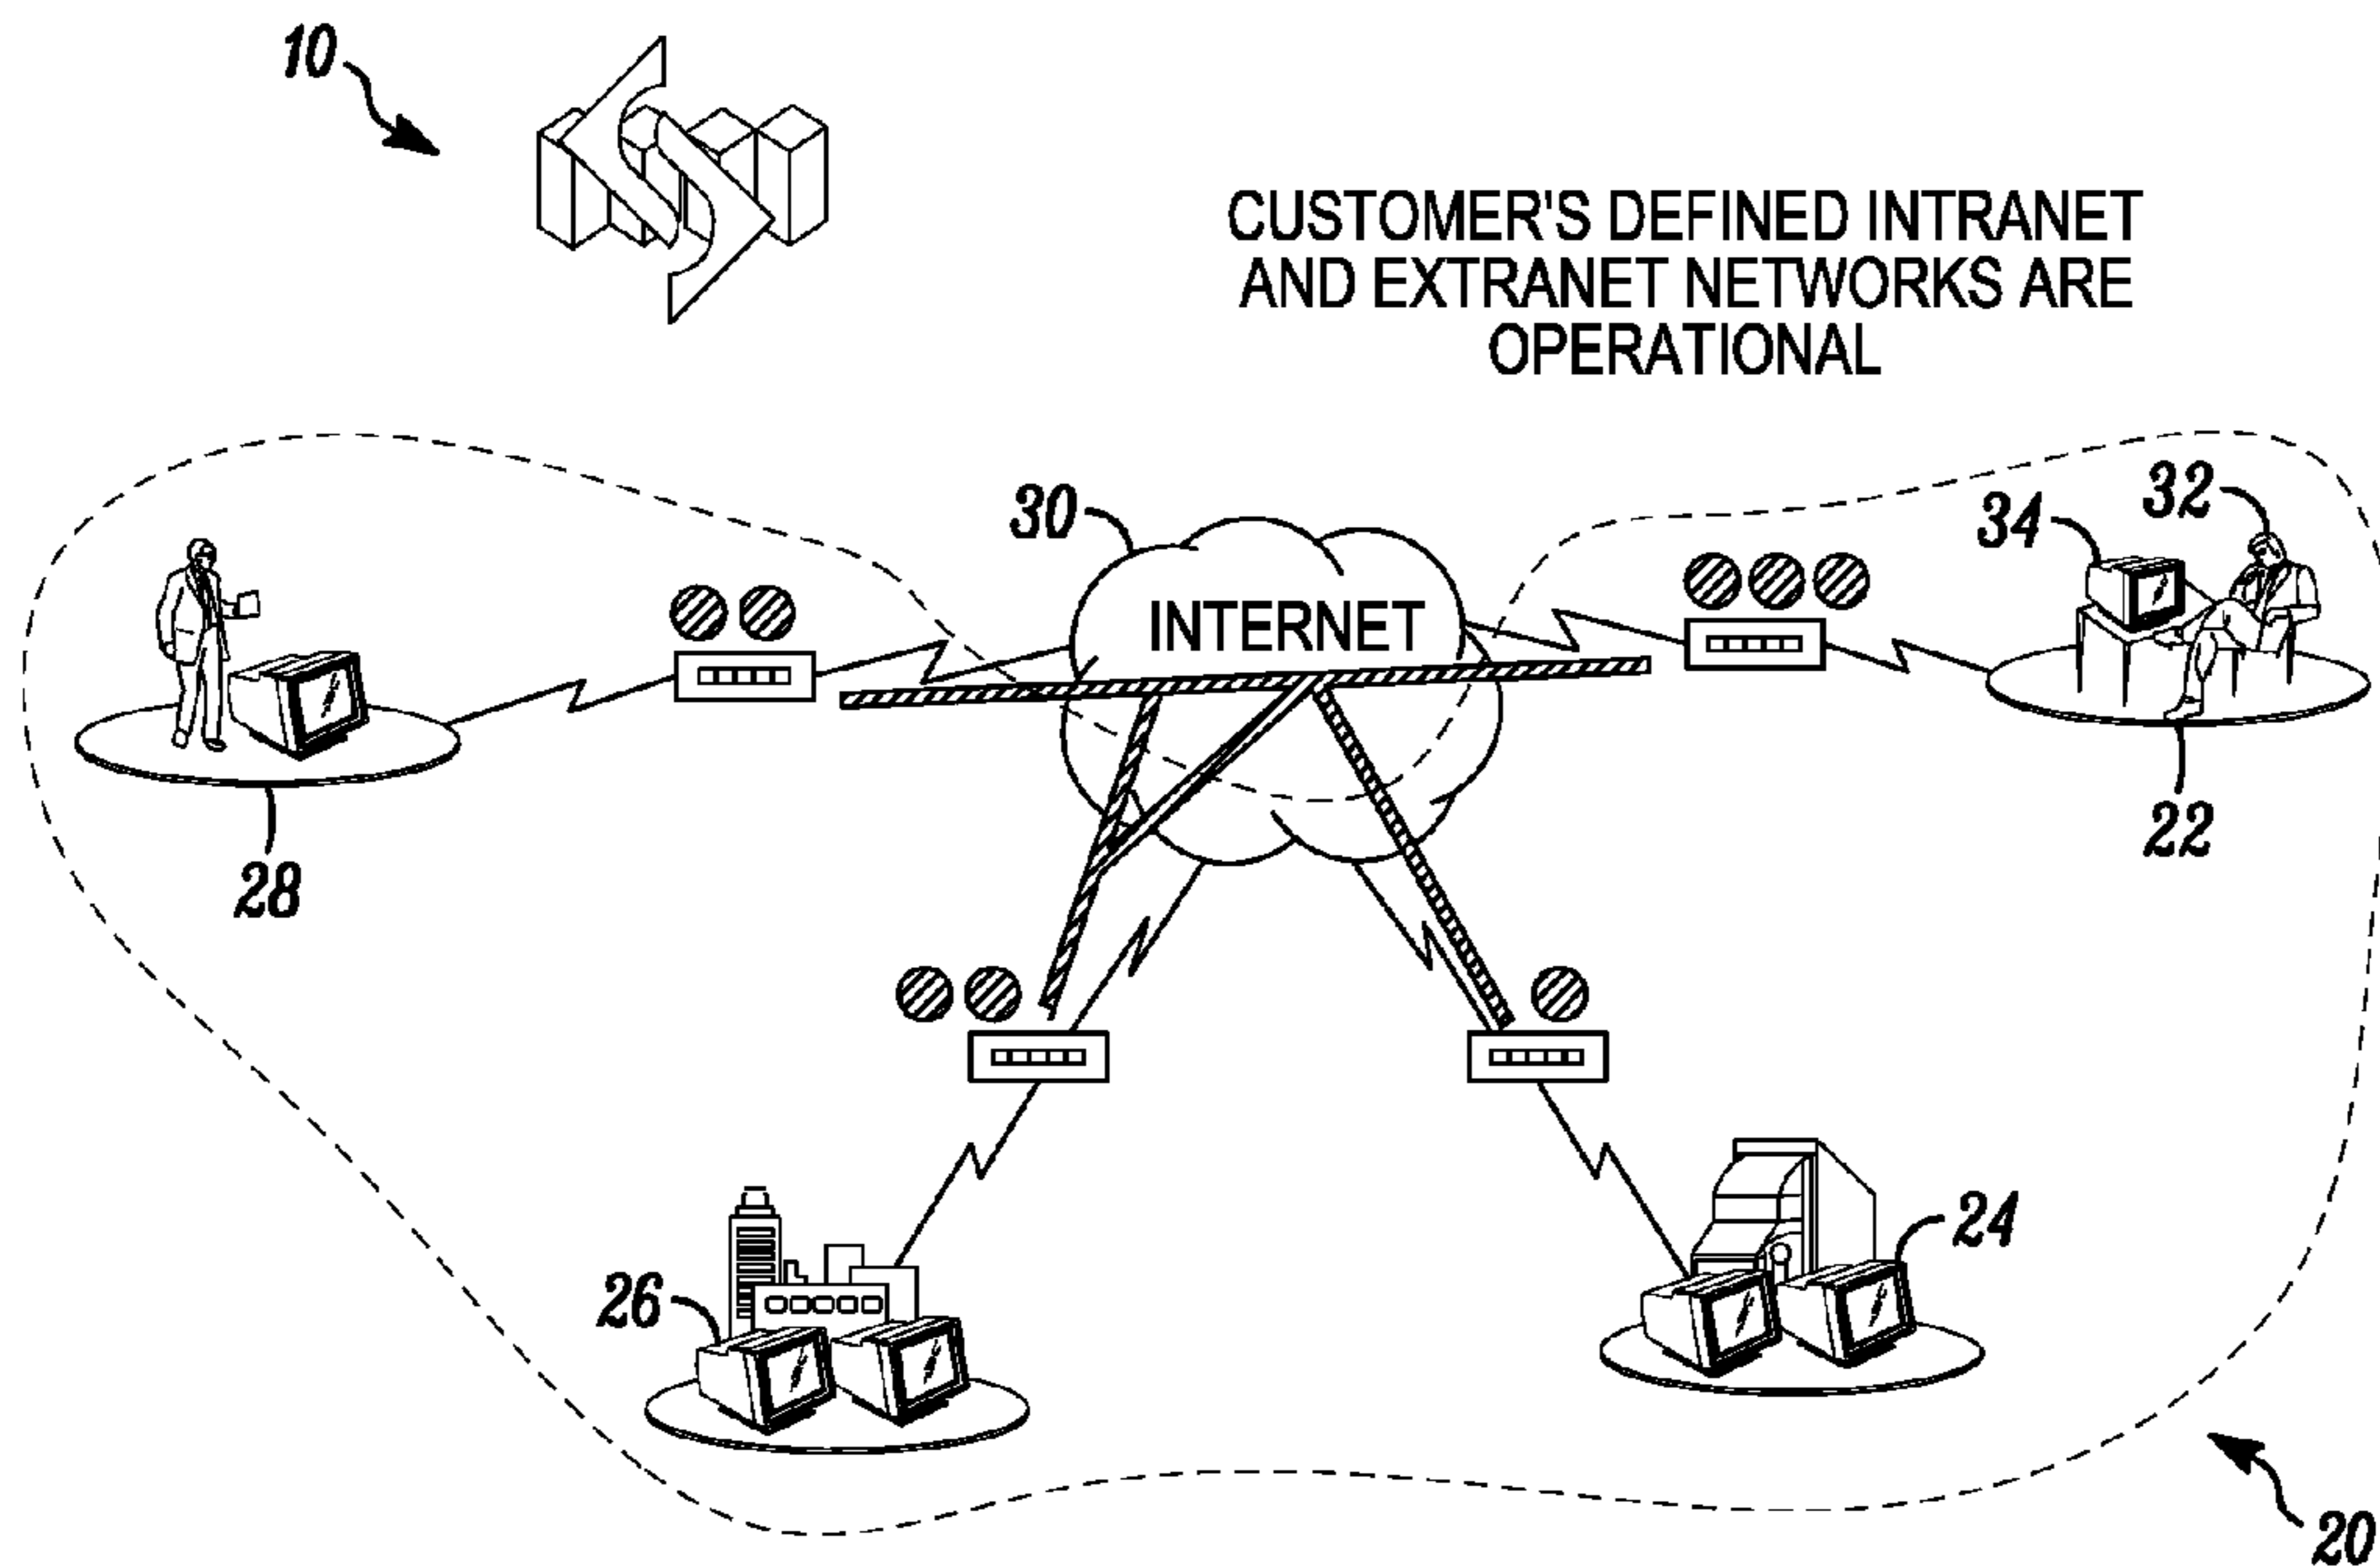 10
CUSTOMER'S DEFINED INTRANET
AND EXTRANET NETWORKS ARE
OPERATIONAL
30
34
32
INTERNET
28
22
26
24
20